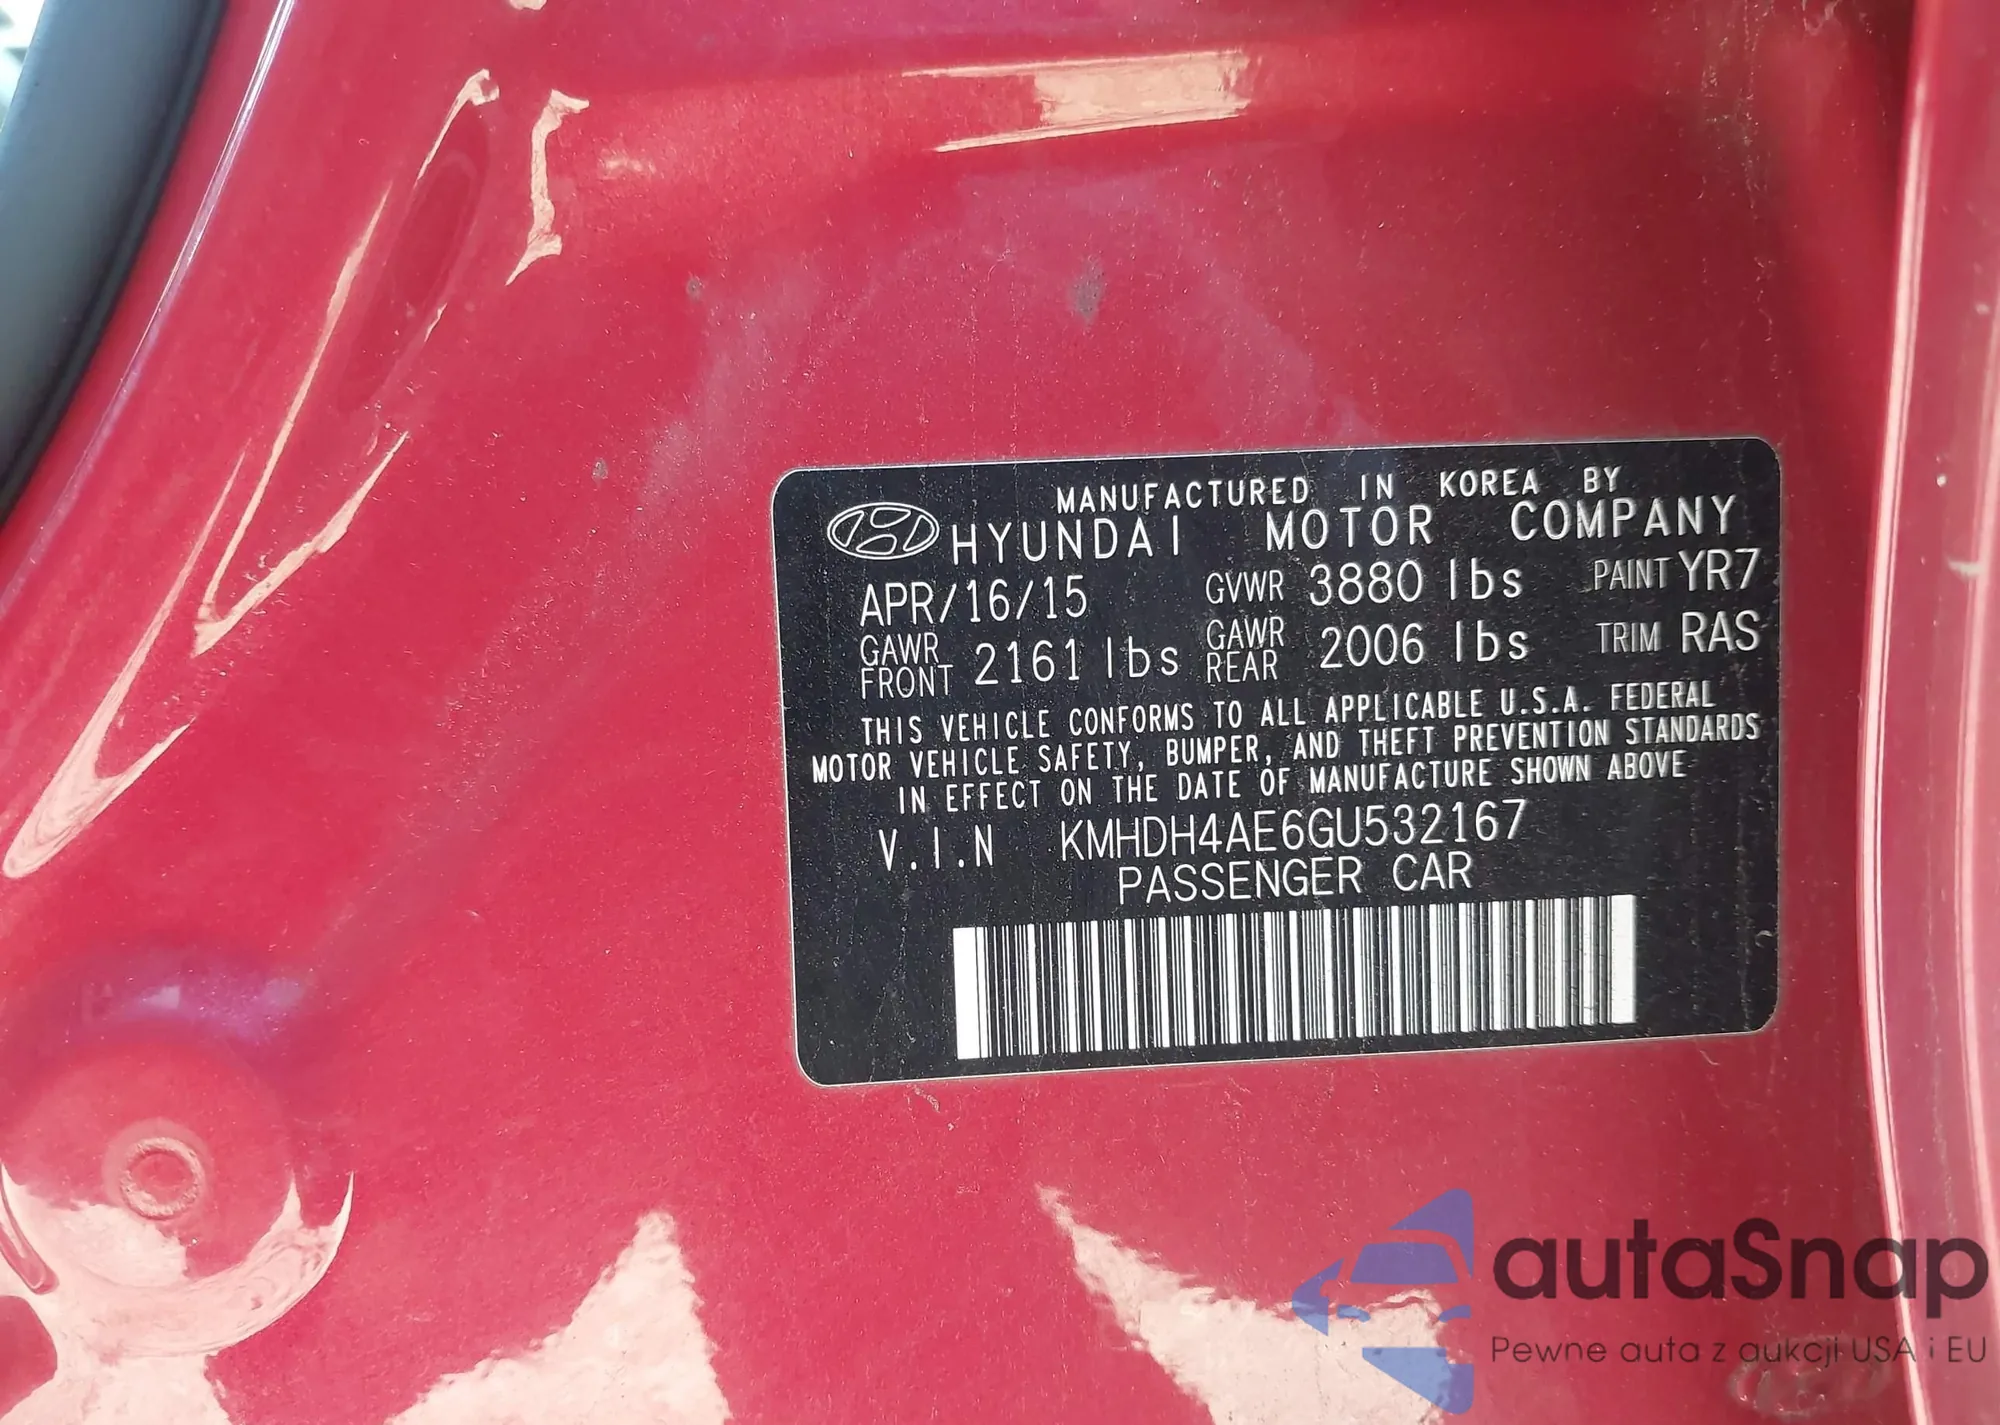 MANUFACTURED IN KOREA BY
HYUNDAI MOTOR COMPANY
APR/16/15 GVWR 3880 lbs PAINT YR7
GAWR FRONT 2161 lbs GAWR REAR 2006 lbs TRIM RAS
THIS VEHICLE CONFORMS TO ALL APPLICABLE U.S.A. FEDERAL
MOTOR VEHICLE SAFETY, BUMPER, AND THEFT PREVENTION STANDARDS
IN EFFECT ON THE DATE OF MANUFACTURE SHOWN ABOVE
V.I.N KMHDH4AE6GU532167
PASSENGER CAR
autaSnap
Pewne auta z aukcji USA i EU